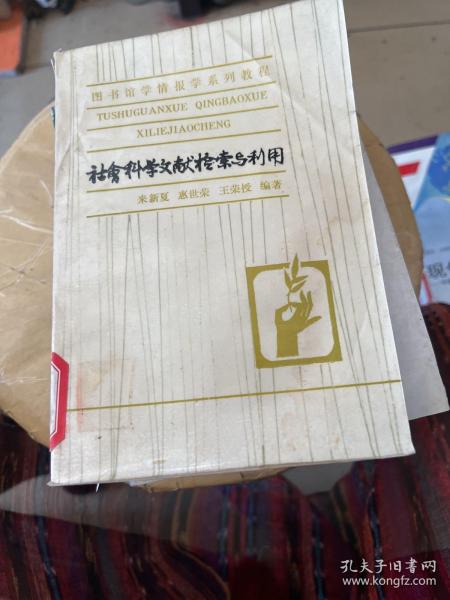 图书馆学情报学系列教程
TUSHUGUANXUE QINGBAOXUE
XILIEJIAOCHENG
社會科学文献检索与利用
来新夏 惠世荣 王荣授 编著
现
孔夫子旧书网
www.kongfz.com